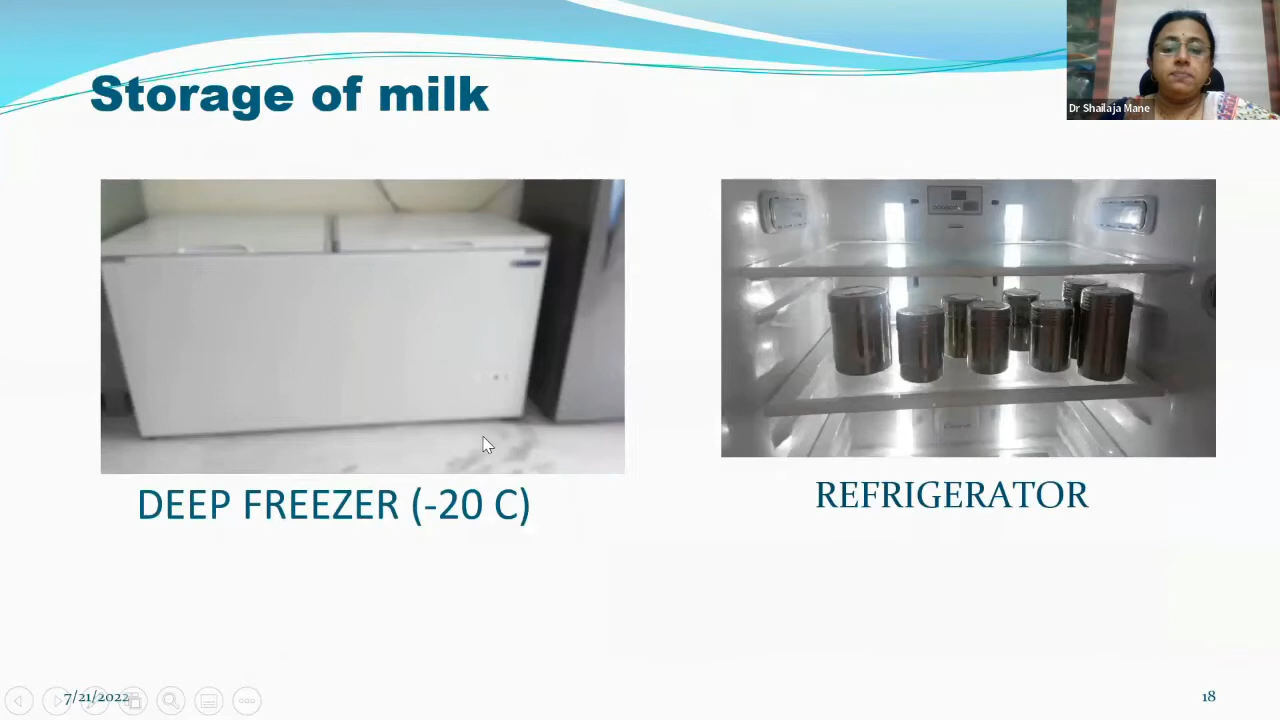 Storage of milk
Dr Shailaja Mane
DEEP FREEZER (-20 C)
REFRIGERATOR
7/21/2022
18